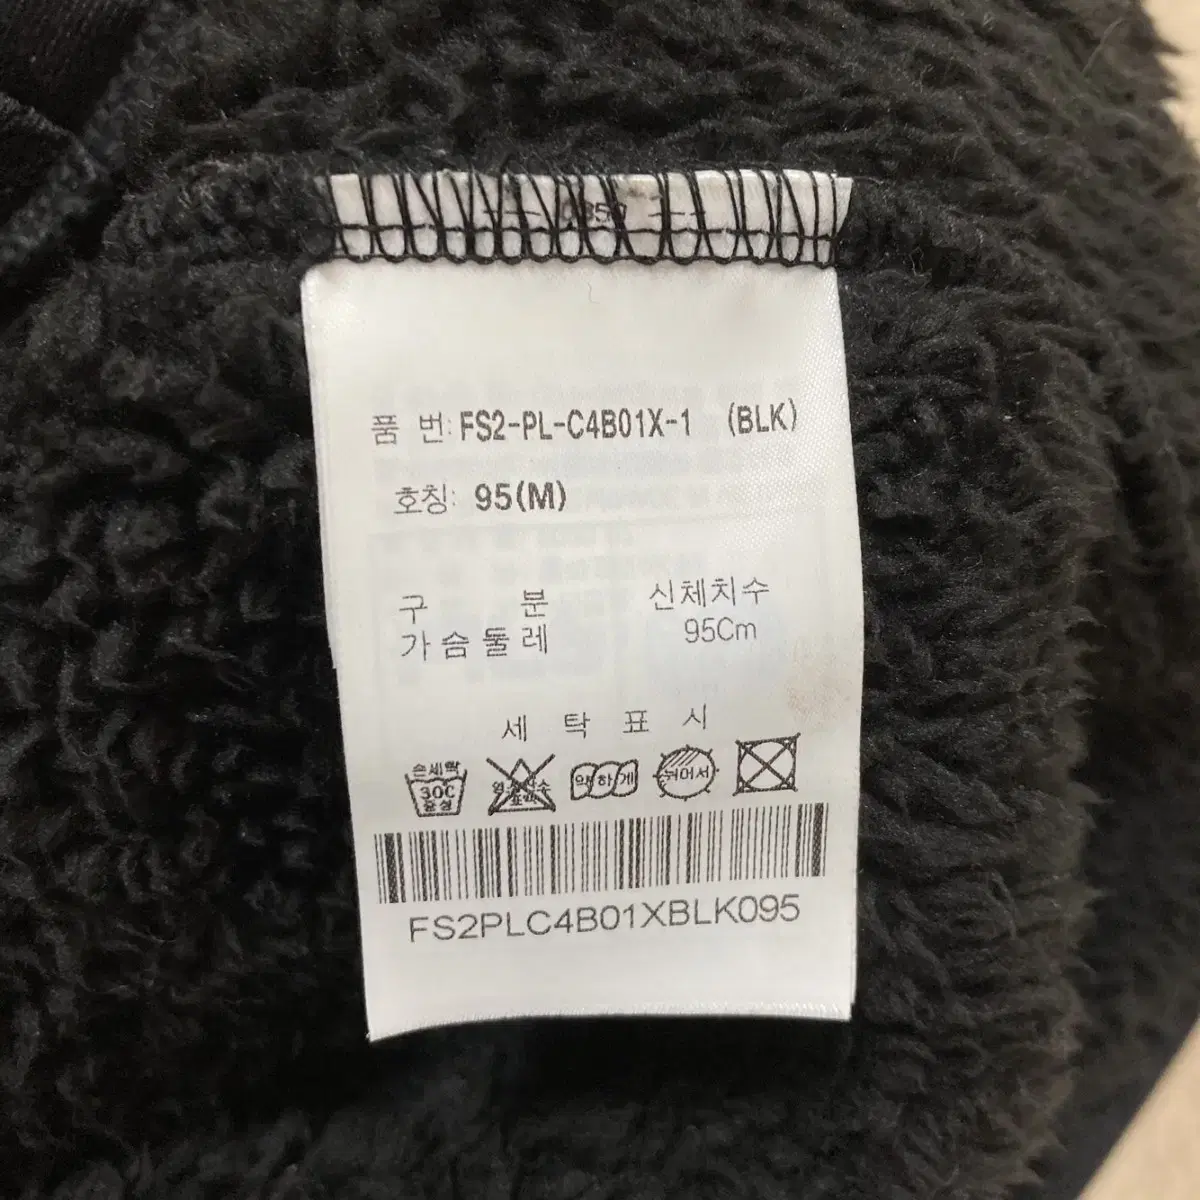 품 번: FS2-PL-C4B01X-1 (BLK)
호칭: 95(M)
구 분 신체치수
가슴둘레 95Cm
세 탁 표 시
손세탁
30C
중성
약하게
뉘어서
FS2PLC4B01XBLK095